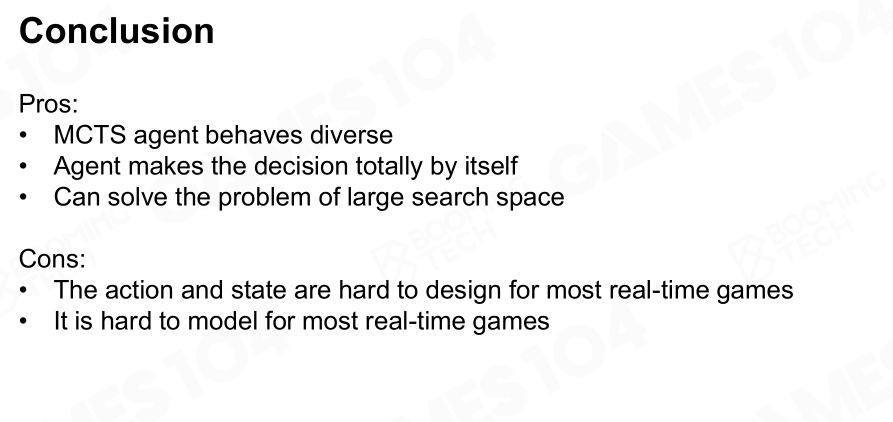 Conclusion
Pros:
• MCTS agent behaves diverse
• Agent makes the decision totally by itself
• Can solve the problem of large search space
Cons:
• The action and state are hard to design for most real-time games
• It is hard to model for most real-time games
GAMES104
BOOMING
TECH